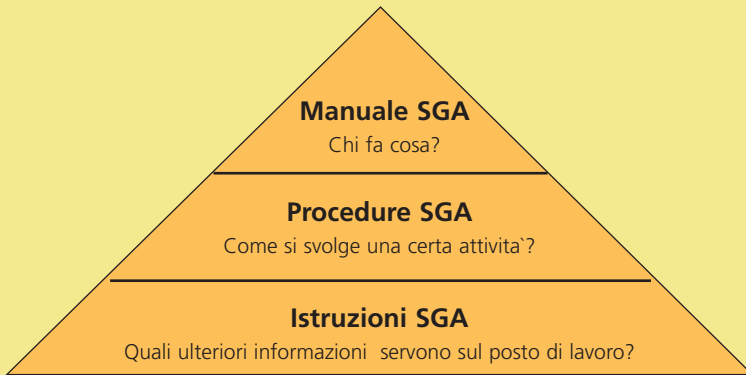 Manuale SGA
Chi fa cosa?
Procedure SGA
Come si svolge una certa attivita`?
Istruzioni SGA
Quali ulteriori informazioni  servono sul posto di lavoro?